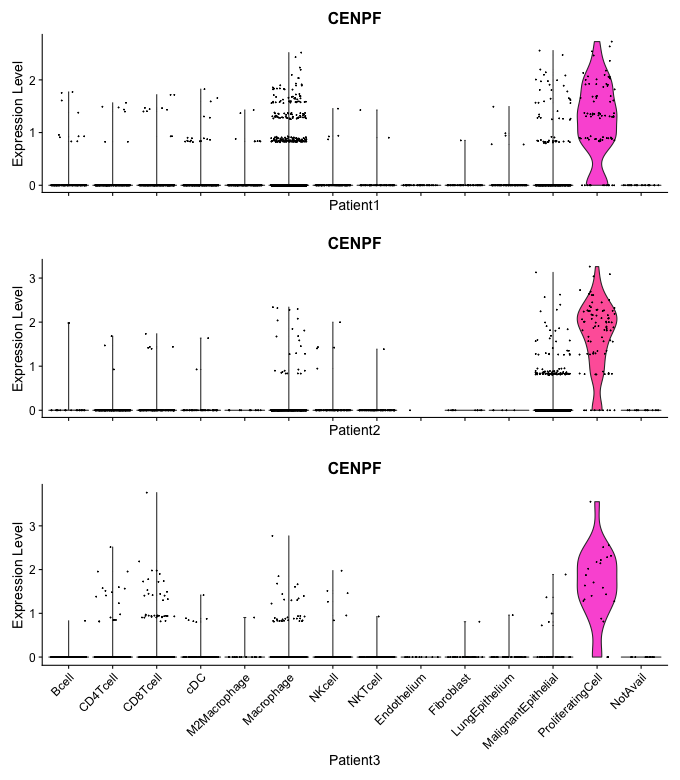 CENPF
Expression Level
2
1
0
Patient1
CENPF
Expression Level
3
2
1
0
Patient2
CENPF
Expression Level
3
2
1
0
Bcell
CD4Tcell
CD8Tcell
cDC
M2Macrophage
Macrophage
NKcell
NKTcell
Endothelium
Fibroblast
LungEpithelium
MalignantEpithelial
ProliferatingCell
NotAvail
Patient3